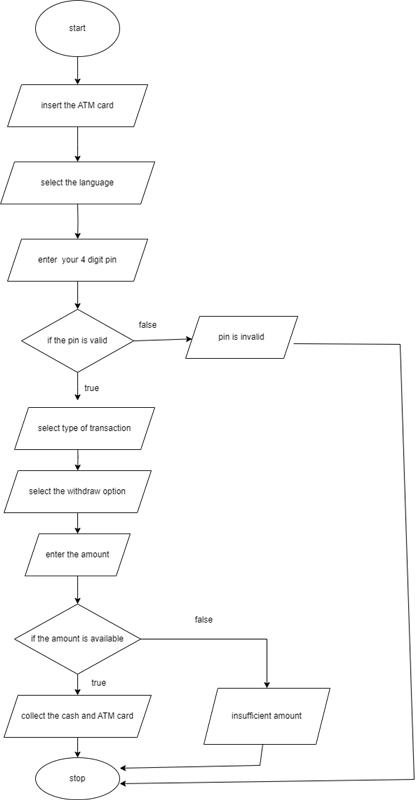 start
insert the ATM card
select the language
enter your 4 digit pin
if the pin is valid
false
pin is invalid
true
select type of transaction
select the withdraw option
enter the amount
if the amount is available
false
true
collect the cash and ATM card
insufficient amount
stop